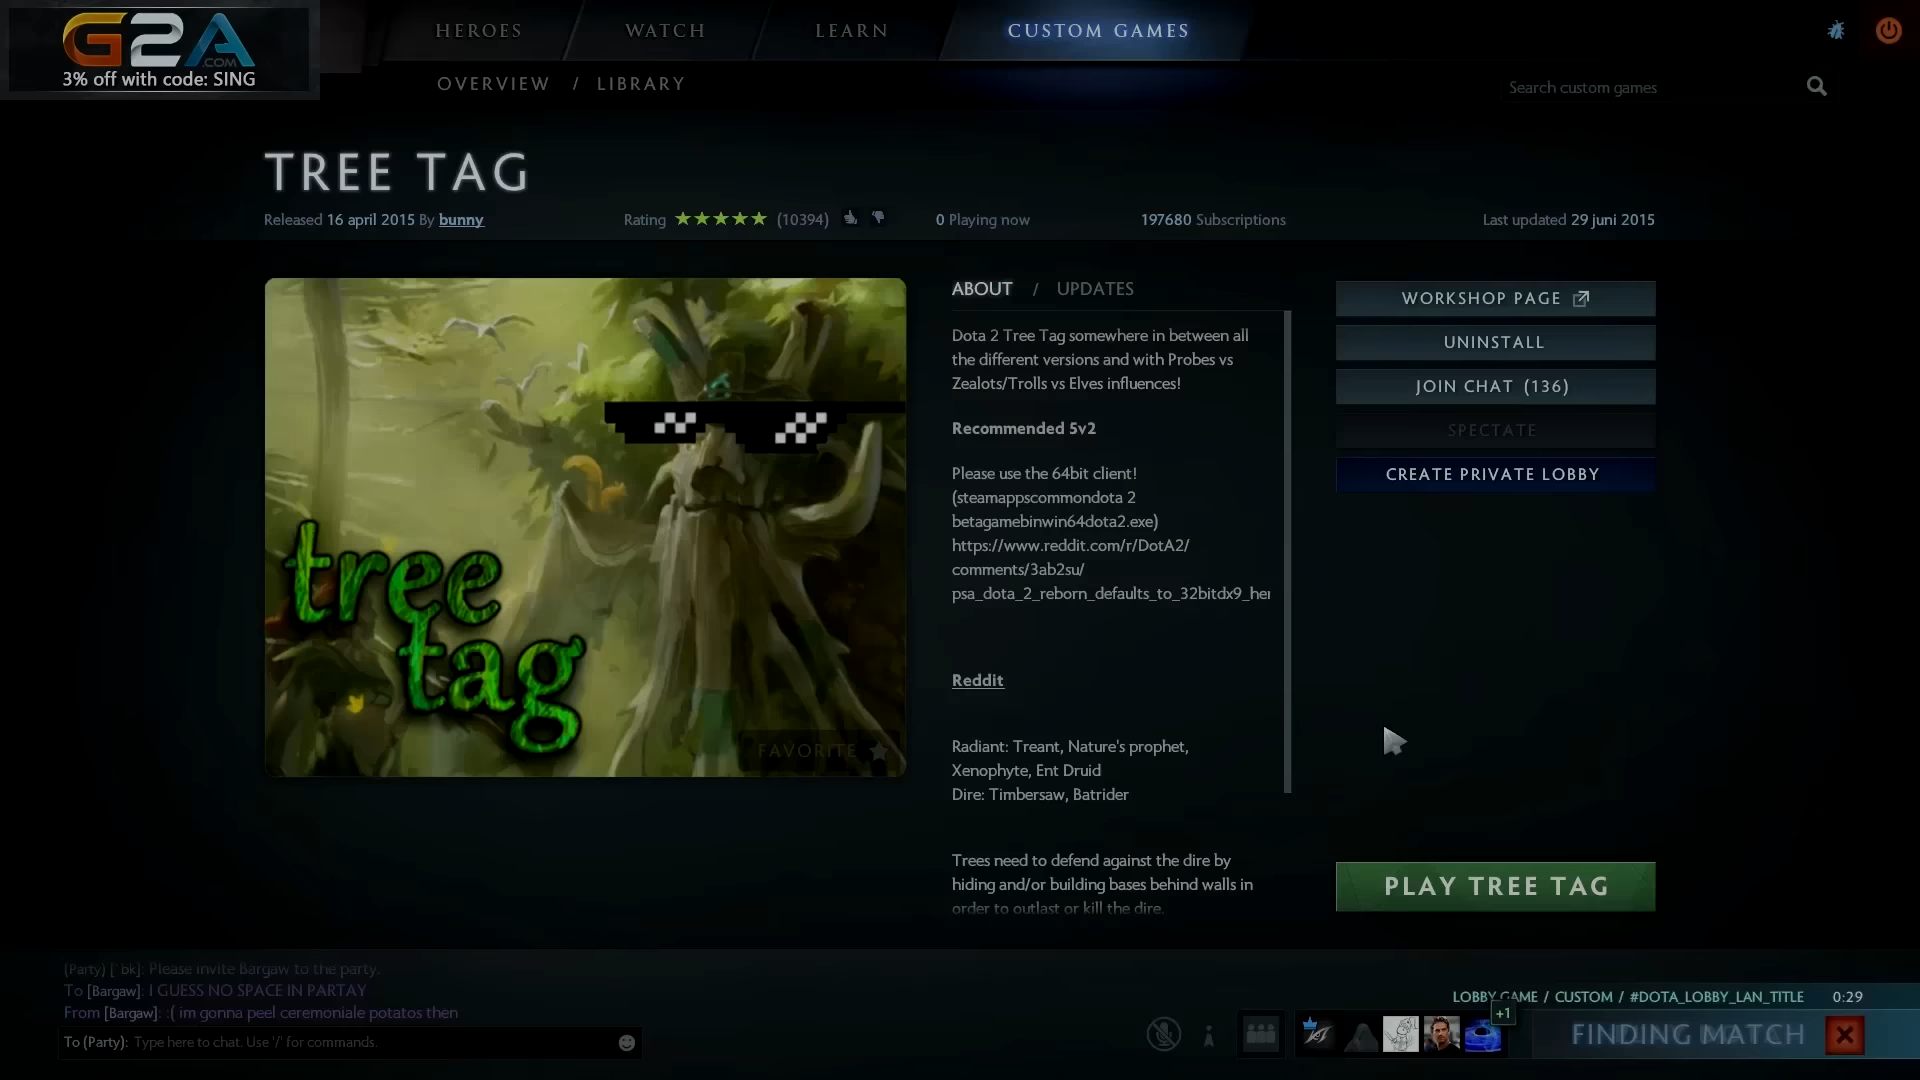 G2A
.COM
3% off with code: SING
HEROES
WATCH
LEARN
CUSTOM GAMES
OVERVIEW / LIBRARY
Search custom games
TREE TAG
Released 16 april 2015 By bunny
Rating ★★★★★ (10394)
0 Playing now
197680 Subscriptions
Last updated 29 juni 2015
tree
tag
FAVORITE
ABOUT / UPDATES
Dota 2 Tree Tag somewhere in between all
the different versions and with Probes vs
Zealots/Trolls vs Elves influences!
Recommended 5v2
Please use the 64bit client!
(steamappscommondota 2
betagamebinwin64dota2.exe)
https://www.reddit.com/r/DotA2/
comments/3ab2su/
psa_dota_2_reborn_defaults_to_32bitdx9_her
Reddit
Radiant: Treant, Nature's prophet,
Xenophyte, Ent Druid
Dire: Timbersaw, Batrider
Trees need to defend against the dire by
hiding and/or building bases behind walls in
order to outlast or kill the dire.
WORKSHOP PAGE
UNINSTALL
JOIN CHAT (136)
SPECTATE
CREATE PRIVATE LOBBY
PLAY TREE TAG
(Party) [`bk]: Please invite Bargaw to the party.
To [Bargaw]: I GUESS NO SPACE IN PARTAY
From [Bargaw]: :( im gonna peel ceremoniale potatos then
To (Party): Type here to chat. Use '/' for commands.
LOBBY GAME / CUSTOM / #DOTA_LOBBY_LAN_TITLE 0:29
+1
FINDING MATCH